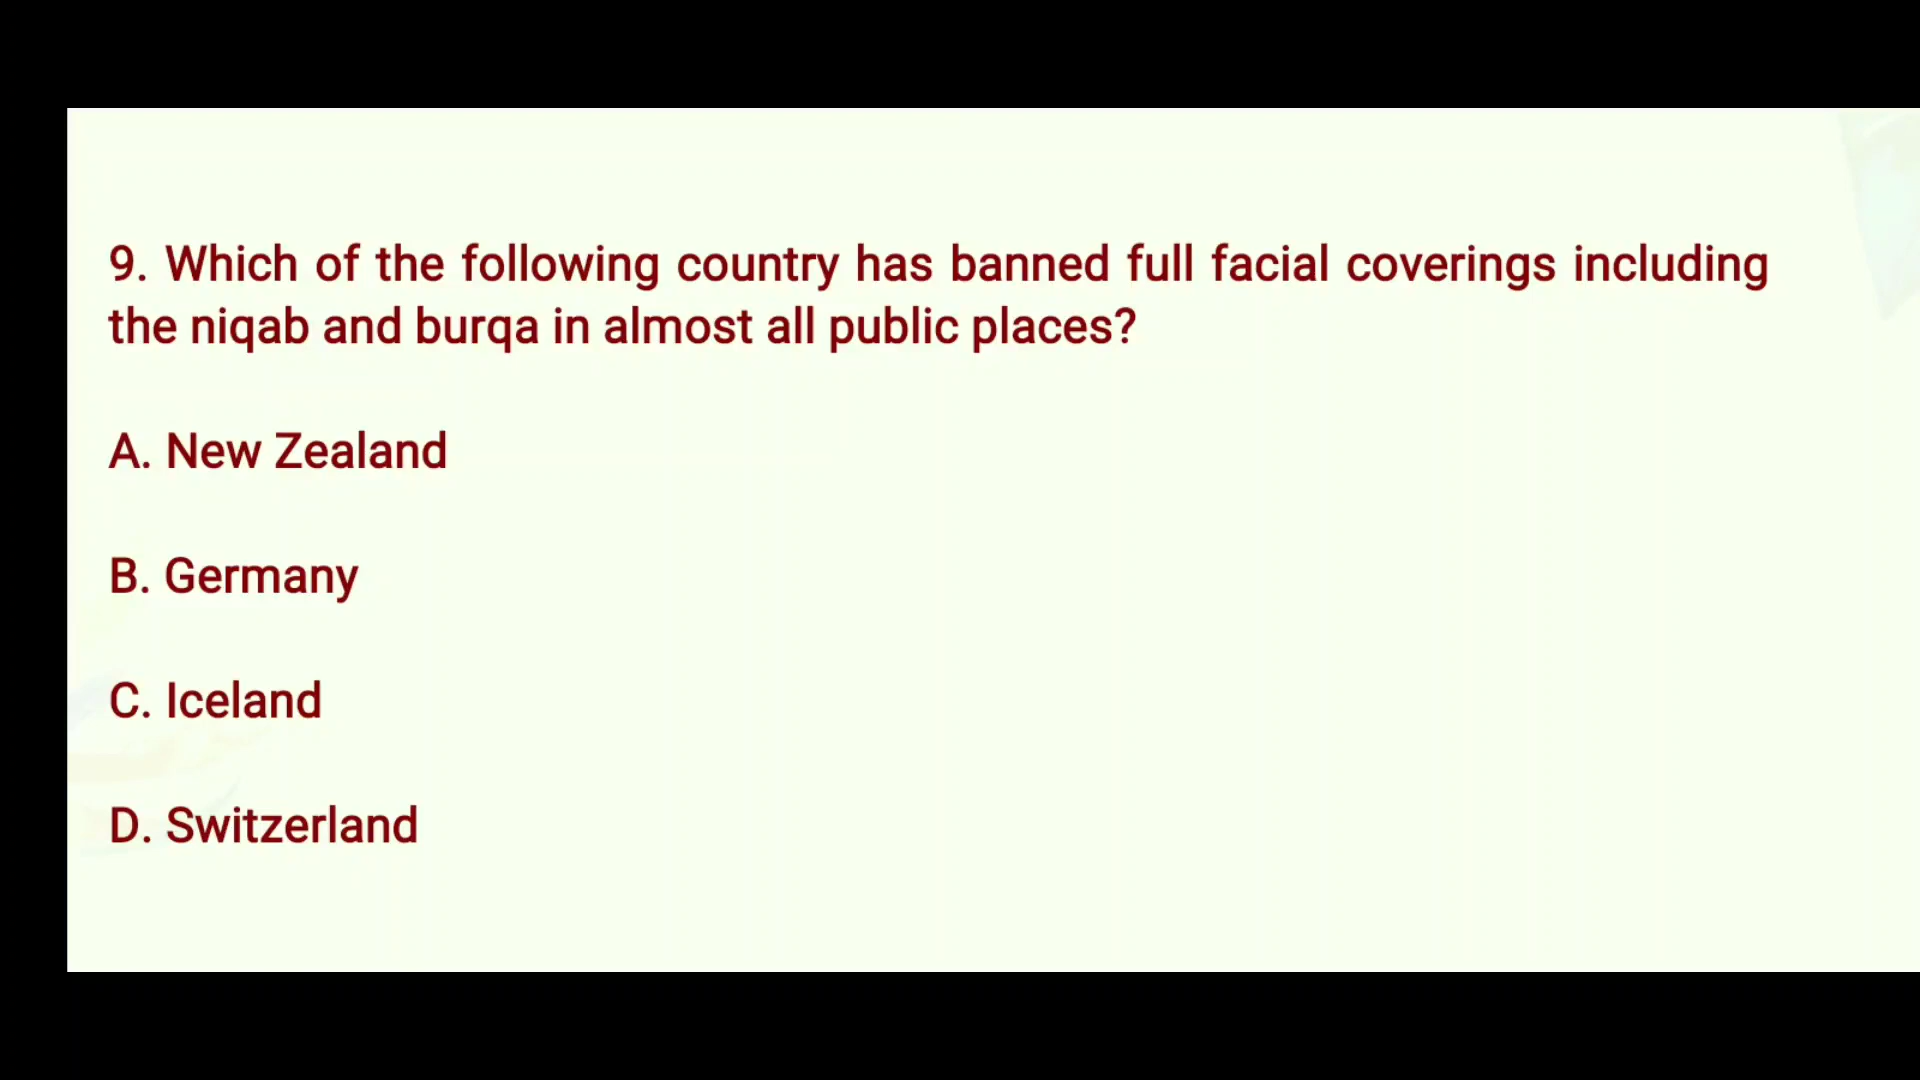 9. Which of the following country has banned full facial coverings including
the niqab and burqa in almost all public places?
A. New Zealand
B. Germany
C. Iceland
D. Switzerland